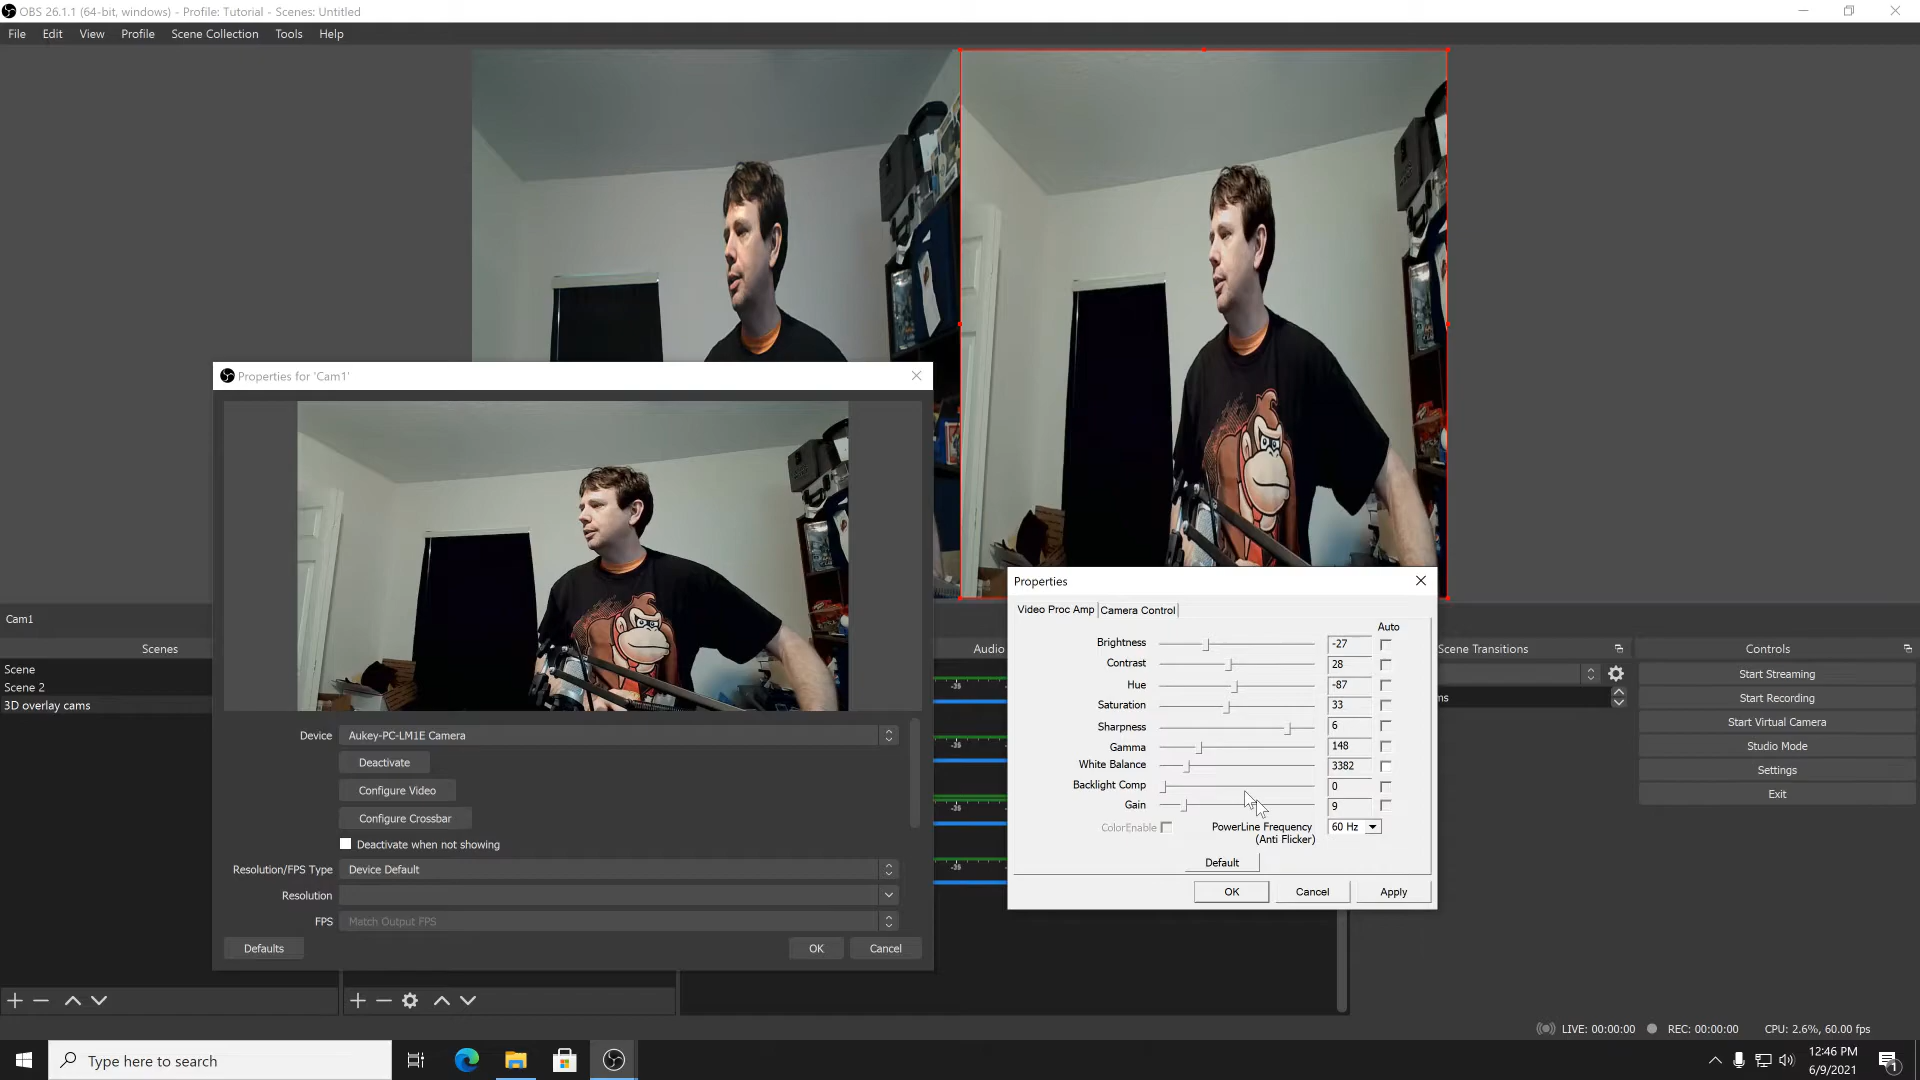 OBS 26.1.1 (64-bit, windows) - Profile: Tutorial - Scenes: Untitled
File Edit View Profile Scene Collection Tools Help
Properties for 'Cam1'
Device Aukey-PC-LM1E Camera
Deactivate
Configure Video
Configure Crossbar
Deactivate when not showing
Resolution/FPS Type Device Default
Resolution
FPS Match Output FPS
Defaults OK Cancel
Properties
Video Proc Amp Camera Control
Auto
Brightness -27
Contrast 28
Hue -87
Saturation 33
Sharpness 6
Gamma 148
White Balance 3382
Backlight Comp 0
Gain 9
ColorEnable PowerLine Frequency 60 Hz
(Anti Flicker)
Default
OK Cancel Apply
Cam1
Scenes
Scene
Scene 2
3D overlay cams
Audio
-35
-35
-35
-35
Scene Transitions
ms
Controls
Start Streaming
Start Recording
Start Virtual Camera
Studio Mode
Settings
Exit
LIVE: 00:00:00 REC: 00:00:00 CPU: 2.6%, 60.00 fps
Type here to search
12:46 PM
6/9/2021
1